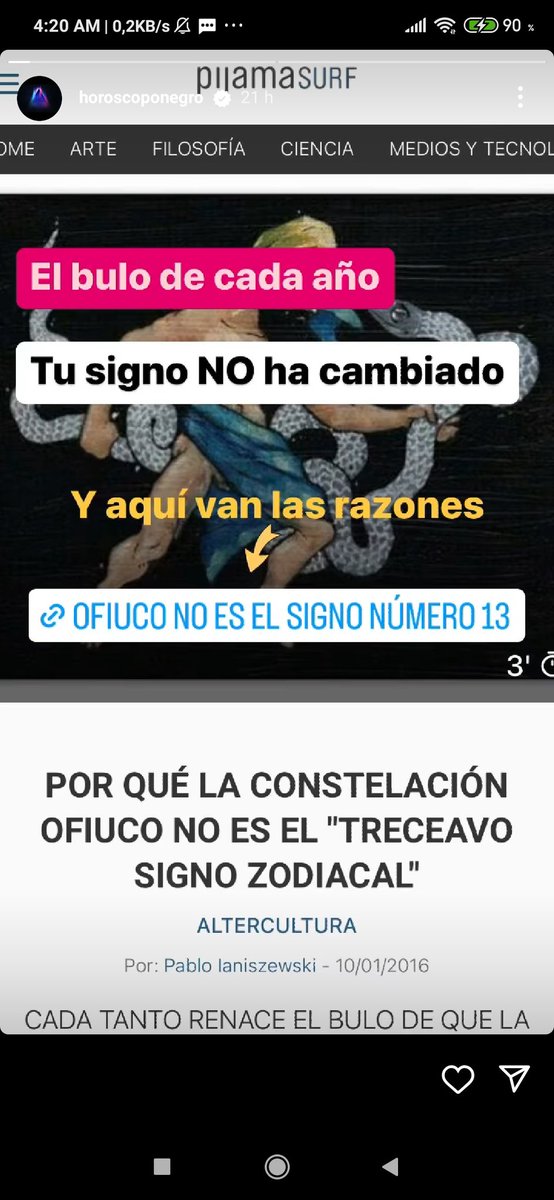 4:20 AM | 0,2KB/s
90 %
pijamasurf
horoscoponegro 21 h
OME ARTE FILOSOFÍA CIENCIA MEDIOS Y TECNOL
El bulo de cada año
Tu signo NO ha cambiado
Y aquí van las razones
OFIUCO NO ES EL SIGNO NÚMERO 13
3'
POR QUÉ LA CONSTELACIÓN
OFIUCO NO ES EL "TRECEAVO
SIGNO ZODIACAL"
ALTERCULTURA
Por: Pablo Ianiszewski - 10/01/2016
CADA TANTO RENACE EL BULO DE QUE LA